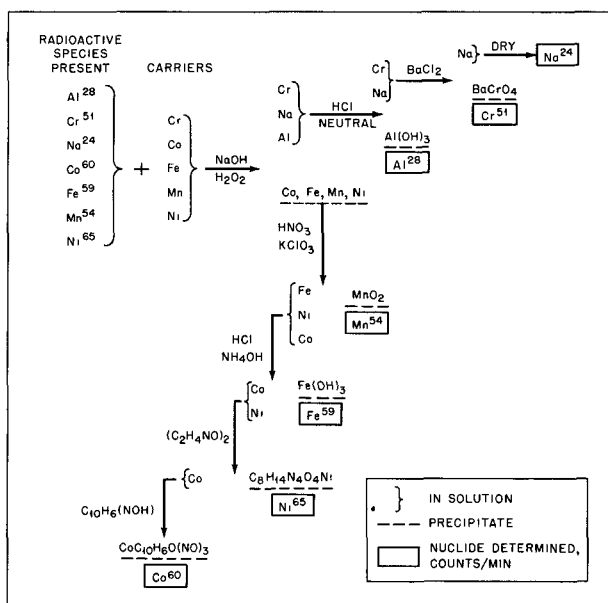 RADIOACTIVE
SPECIES
PRESENT
CARRIERS
Al28
Cr51
Na24
Co60
Fe59
Mn54
Ni65
+
Cr
Co
Fe
Mn
Ni
NaOH
H2O2
Cr
Na
Al
HCl
NEUTRAL
Cr
Na
BaCl2
Na
DRY
Na24
BaCrO4
Cr51
Al(OH)3
Al28
Co, Fe, Mn, Ni
HNO3
KClO3
Fe
Ni
Co
MnO2
Mn54
HCl
NH4OH
Co
Ni
Fe(OH)3
Fe59
(C2H4NO)2
Co
C8H14N4O4Ni
Ni65
C10H6(NOH)
CoC10H6O(NO)3
Co60
} IN SOLUTION
PRECIPITATE
NUCLIDE DETERMINED,
COUNTS/MIN